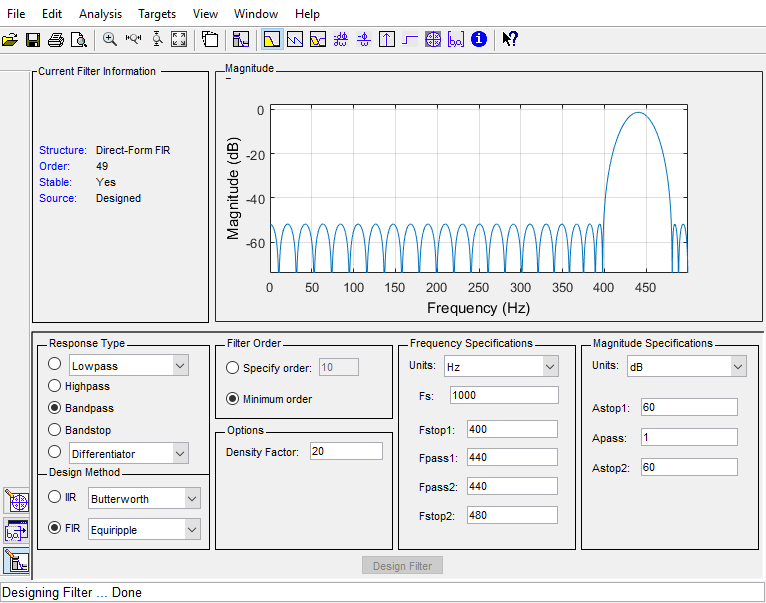 File Edit Analysis Targets View Window Help
Current Filter Information
Structure: Direct-Form FIR
Order: 49
Stable: Yes
Source: Designed
Magnitude
Magnitude (dB)
0
-20
-40
-60
0 50 100 150 200 250 300 350 400 450
Frequency (Hz)
Response Type
Lowpass
Highpass
Bandpass
Bandstop
Differentiator
Design Method
IIR Butterworth
FIR Equiripple
Filter Order
Specify order: 10
Minimum order
Options
Density Factor: 20
Frequency Specifications
Units: Hz
Fs: 1000
Fstop1: 400
Fpass1: 440
Fpass2: 440
Fstop2: 480
Magnitude Specifications
Units: dB
Astop1: 60
Apass: 1
Astop2: 60
Design Filter
Designing Filter ... Done